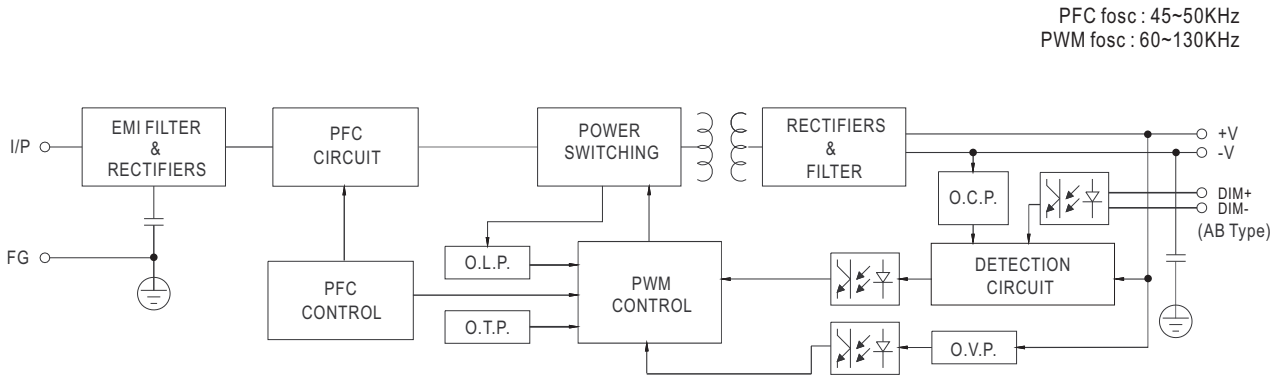 PFC fosc : 45~50KHz
PWM fosc : 60~130KHz
I/P
EMI FILTER
&
RECTIFIERS
PFC
CIRCUIT
POWER
SWITCHING
RECTIFIERS
&
FILTER
+V
-V
O.C.P.
DIM+
DIM-
(AB Type)
FG
O.L.P.
PFC
CONTROL
PWM
CONTROL
DETECTION
CIRCUIT
O.T.P.
O.V.P.